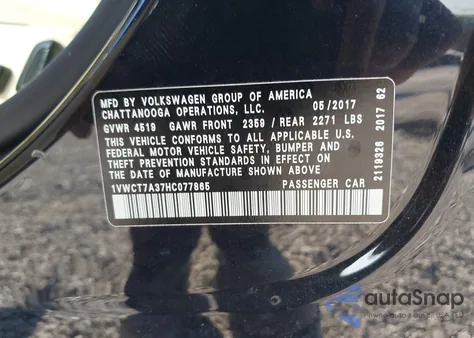 MFD BY VOLKSWAGEN GROUP OF AMERICA
CHATTANOOGA OPERATIONS, LLC. 05/2017
GVWR 4519 GAWR FRONT 2359 / REAR 2271 LBS
THIS VEHICLE CONFORMS TO ALL APPLICABLE U.S.
FEDERAL MOTOR VEHICLE SAFETY, BUMPER AND
THEFT PREVENTION STANDARDS IN EFFECT ON THE
DATE OF MANUFACTURE SHOWN ABOVE
1VWCT7A37HC077865 PASSENGER CAR
2119326 2017 62
autoSnap